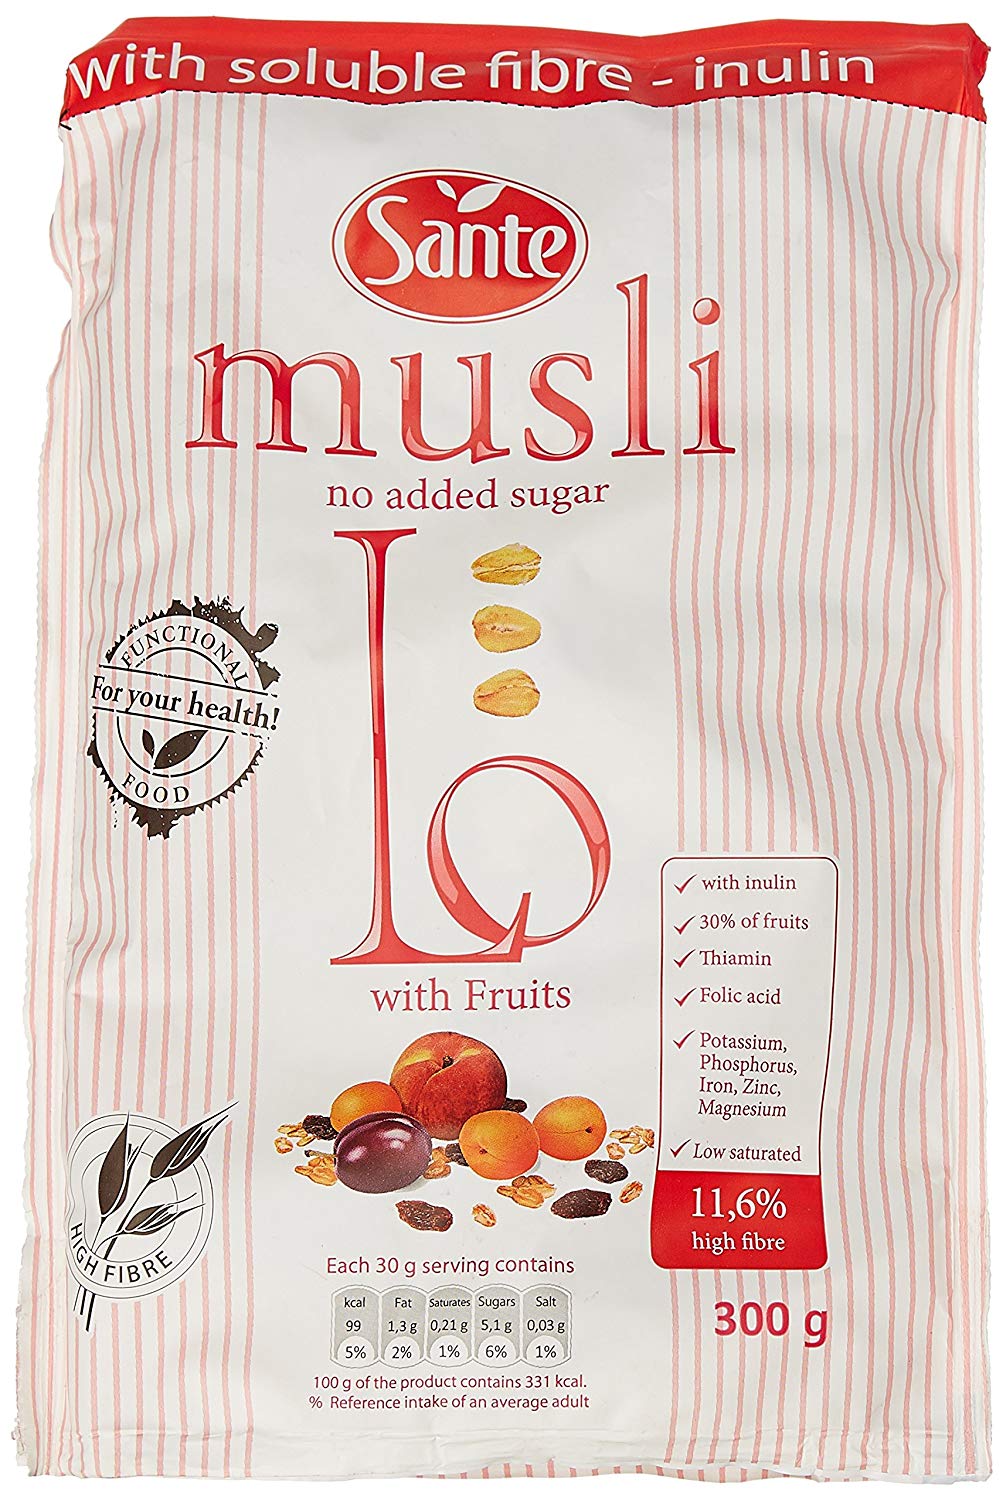 with soluble fibre - inulin
Sante
musli
no added sugar
Lo
with Fruits
FUNCTIONAL
For your health!
FOOD
with inulin
30% of fruits
Thiamin
Folic acid
Potassium,
Phosphorus,
Iron, Zinc,
Magnesium
Low saturated
11,6%
high fibre
HIGH FIBRE
Each 30 g serving contains
kcal Fat Saturates Sugars Salt
99 1,3 g 0,21 g 5,1 g 0,03 g
5% 2% 1% 6% 1%
100 g of the product contains 331 kcal.
% Reference intake of an average adult
300 g